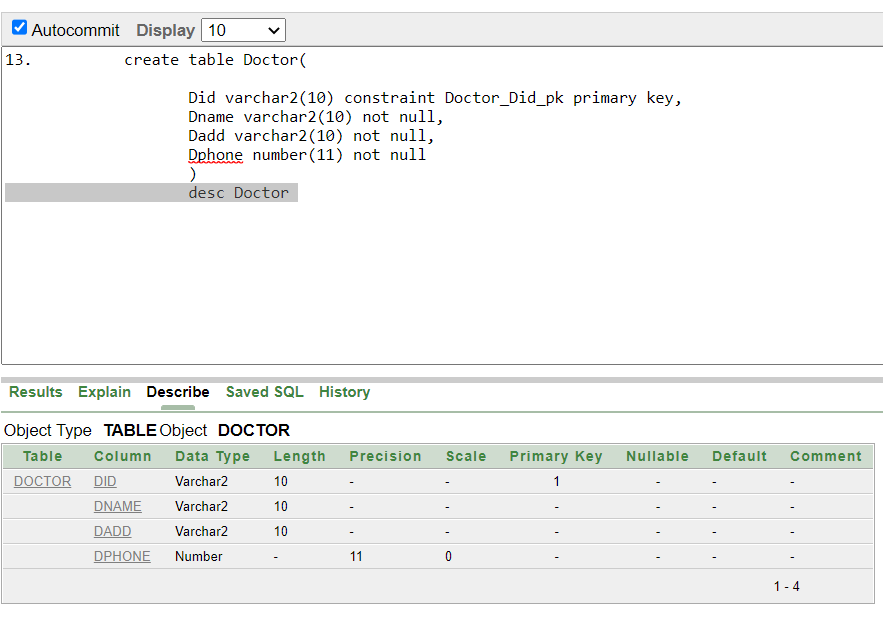 Autocommit Display 10
13. create table Doctor(
Did varchar2(10) constraint Doctor_Did_pk primary key,
Dname varchar2(10) not null,
Dadd varchar2(10) not null,
Dphone number(11) not null
)
desc Doctor
Results Explain Describe Saved SQL History
Object Type TABLE Object DOCTOR
Table Column Data Type Length Precision Scale Primary Key Nullable Default Comment
DOCTOR DID Varchar2 10 - - 1 - - -
DNAME Varchar2 10 - - - - - -
DADD Varchar2 10 - - - - - -
DPHONE Number - 11 0 - - - -
1 - 4